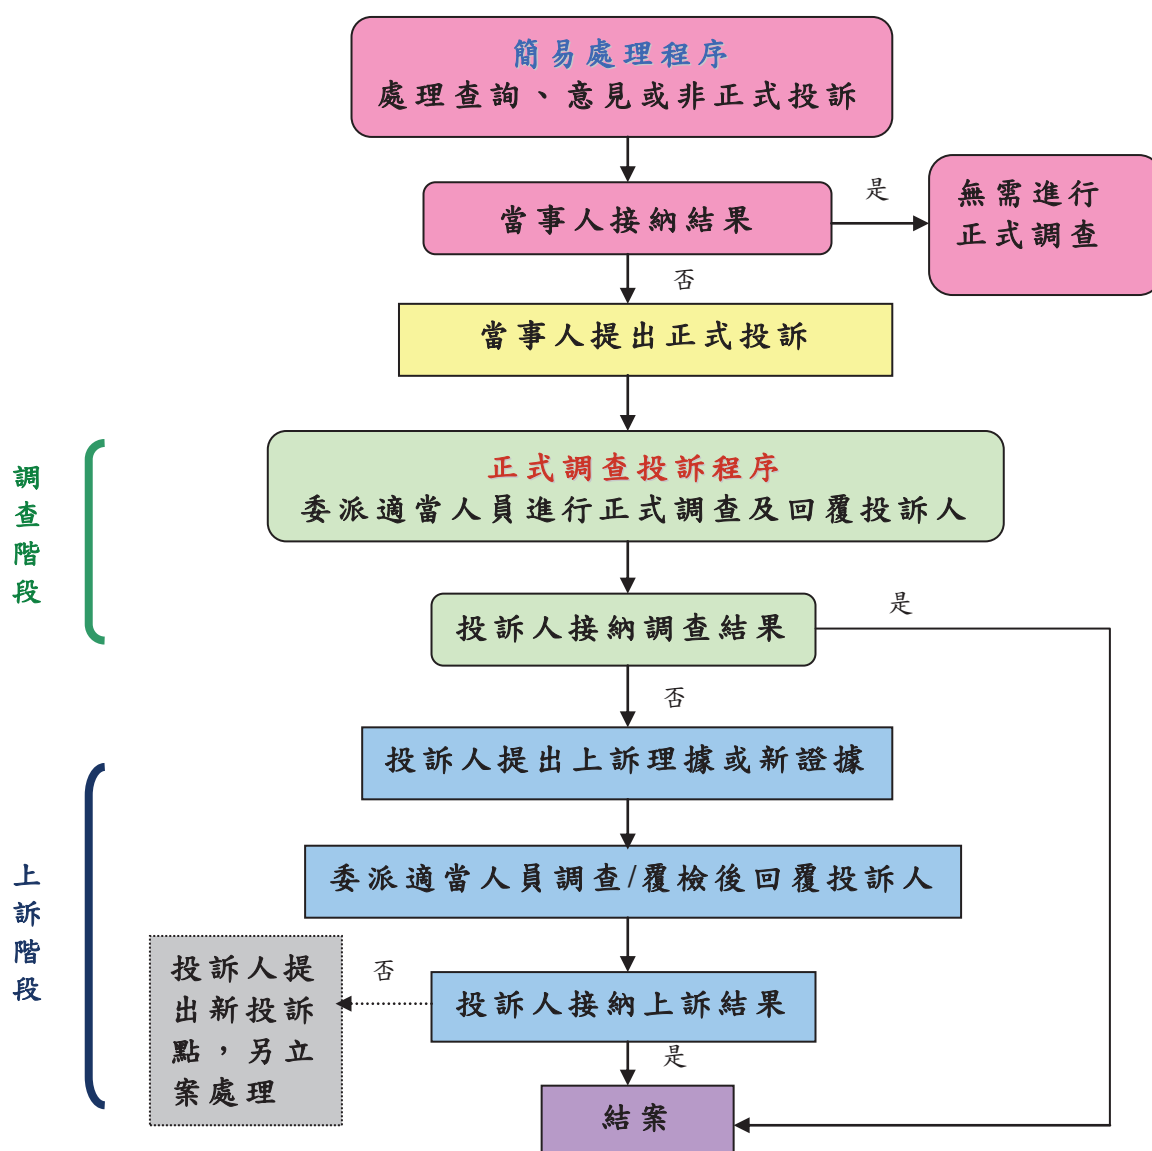 簡易處理程序
處理查詢、意見或非正式投訴
當事人接納結果
是
無需進行
正式調查
否
當事人提出正式投訴
調
查
階
段
正式調查投訴程序
委派適當人員進行正式調查及回覆投訴人
投訴人接納調查結果
是
否
投訴人提出上訴理據或新證據
上
訴
階
段
委派適當人員調查/覆檢後回覆投訴人
投訴人接納上訴結果
否
投訴人提
出新投訴
點，另立
案處理
是
結案